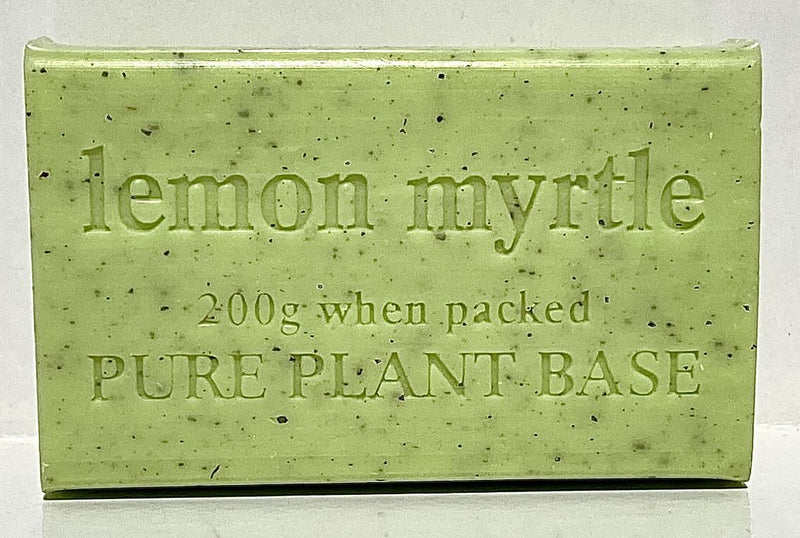 lemon myrtle
200g when packed
PURE PLANT BASE